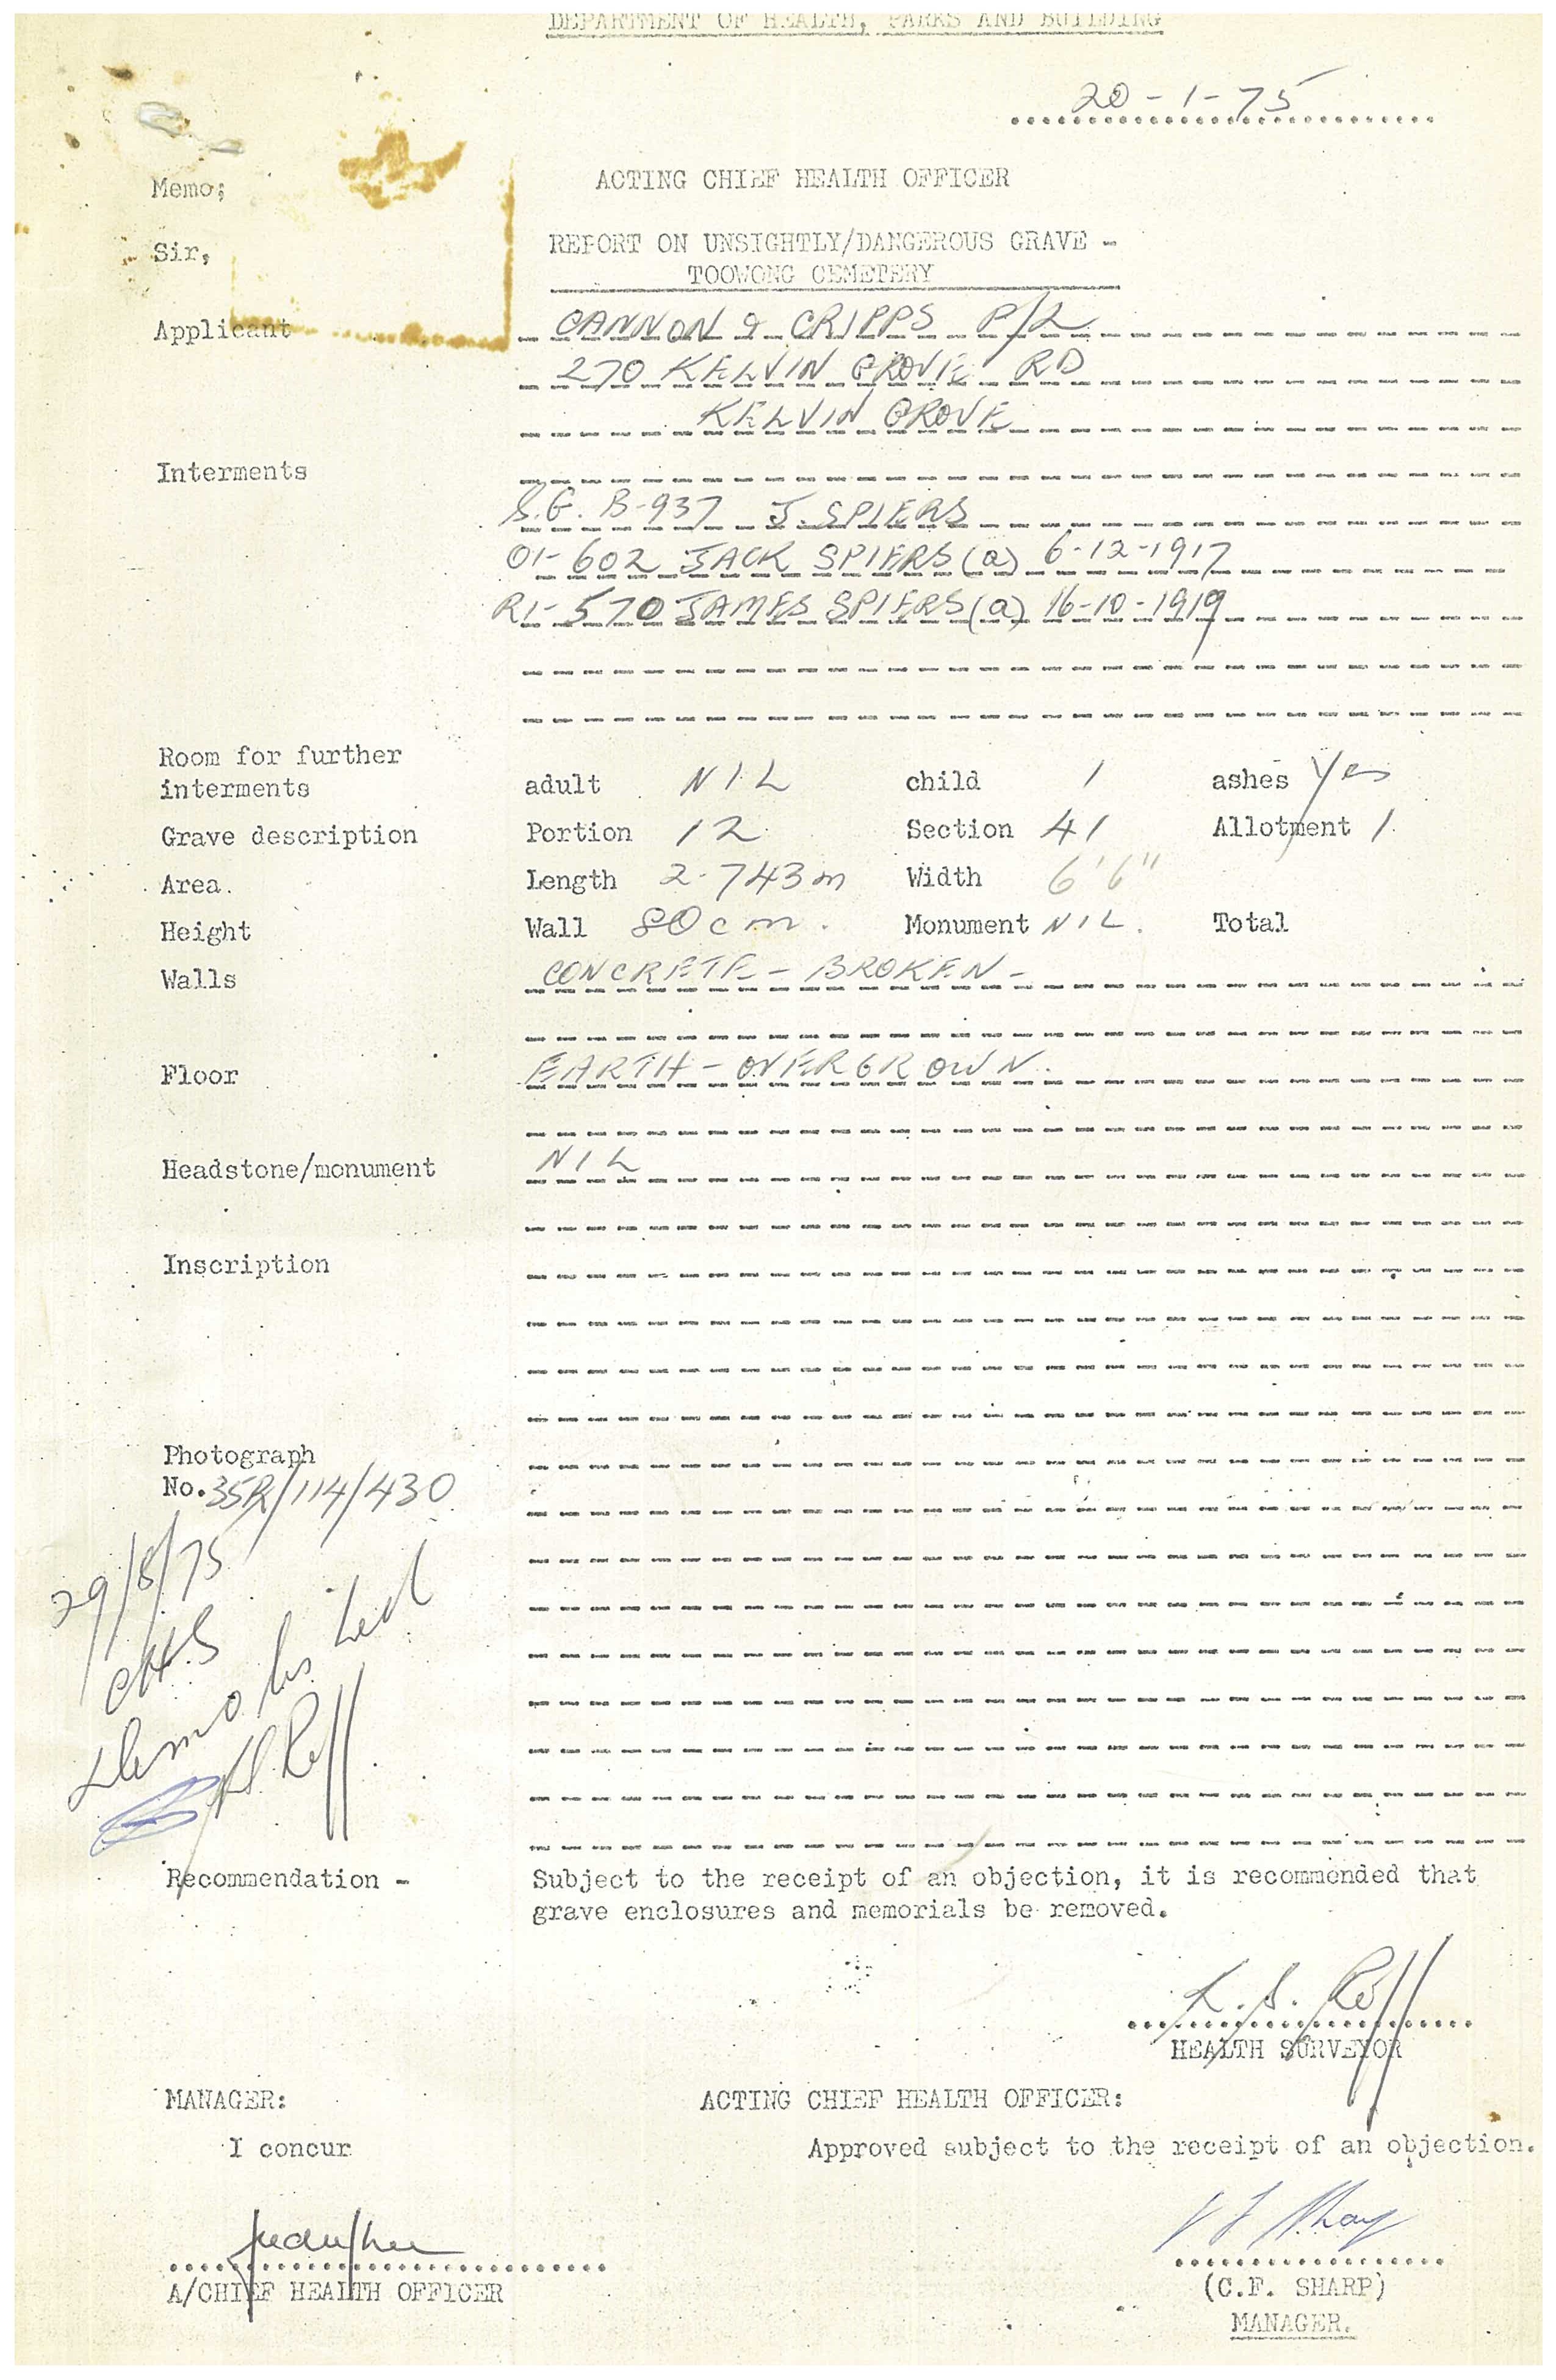 DEPARTMENT OF HEALTH, PARKS AND BUILDING
20-1-75
Memo; ACTING CHIEF HEALTH OFFICER
Sir, REPORT ON UNSIGHTLY/DANGEROUS GRAVE -
TOOWONG CEMETERY
Applicant CANNON & CRIPPS P/L
270 KELVIN GROVE RD
KELVIN GROVE
Interments
S.G. B-937 J. SPIERS
01-602 JACK SPIERS (a) 6-12-1917
R1-570 JAMES SPIERS (a) 16-10-1919
Room for further
interments adult NIL child 1 ashes Yes
Grave description Portion 12 Section 41 Allotment 1
Area. Length 2.743m Width 6'6"
Height Wall 80cm. Monument NIL. Total
Walls CONCRETE - BROKEN -
Floor EARTH - OVERGROWN.
Headstone/monument NIL
Inscription
Photograph
No. 35R/114/430
29/8/75
CHS
Demolished
Roff
Recommendation - Subject to the receipt of an objection, it is recommended that
grave enclosures and memorials be removed.
Roff
HEALTH SURVEYOR
MANAGER: ACTING CHIEF HEALTH OFFICER:
I concur Approved subject to the receipt of an objection.
A/CHIEF HEALTH OFFICER
(C.F. SHARP)
MANAGER.